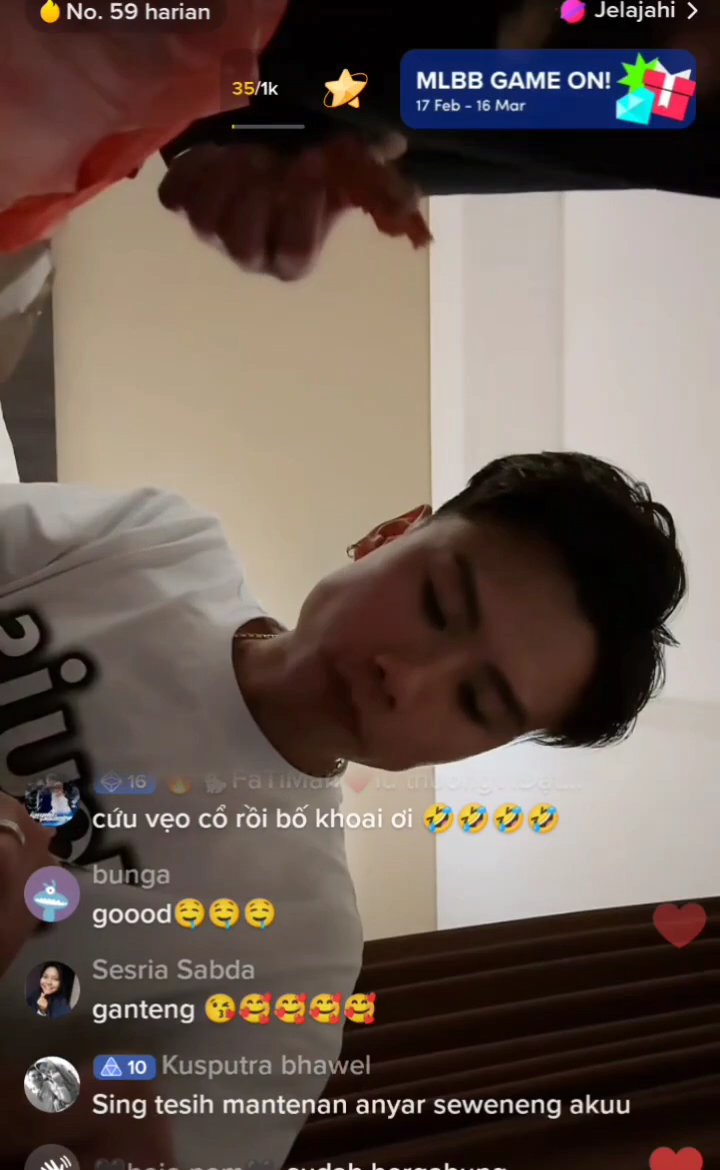 No. 59 harian
Jelajahi
35/1k
MLBB GAME ON!
17 Feb - 16 Mar
16
cứu vẹo cổ rồi bố khoai ơi 🤣🤣🤣🤣
bunga
goood🤤🤤🤤
Sesria Sabda
ganteng 😘🥰🥰🥰🥰
10 Kusputra bhawel
Sing tesih mantenan anyar seweneng akuu